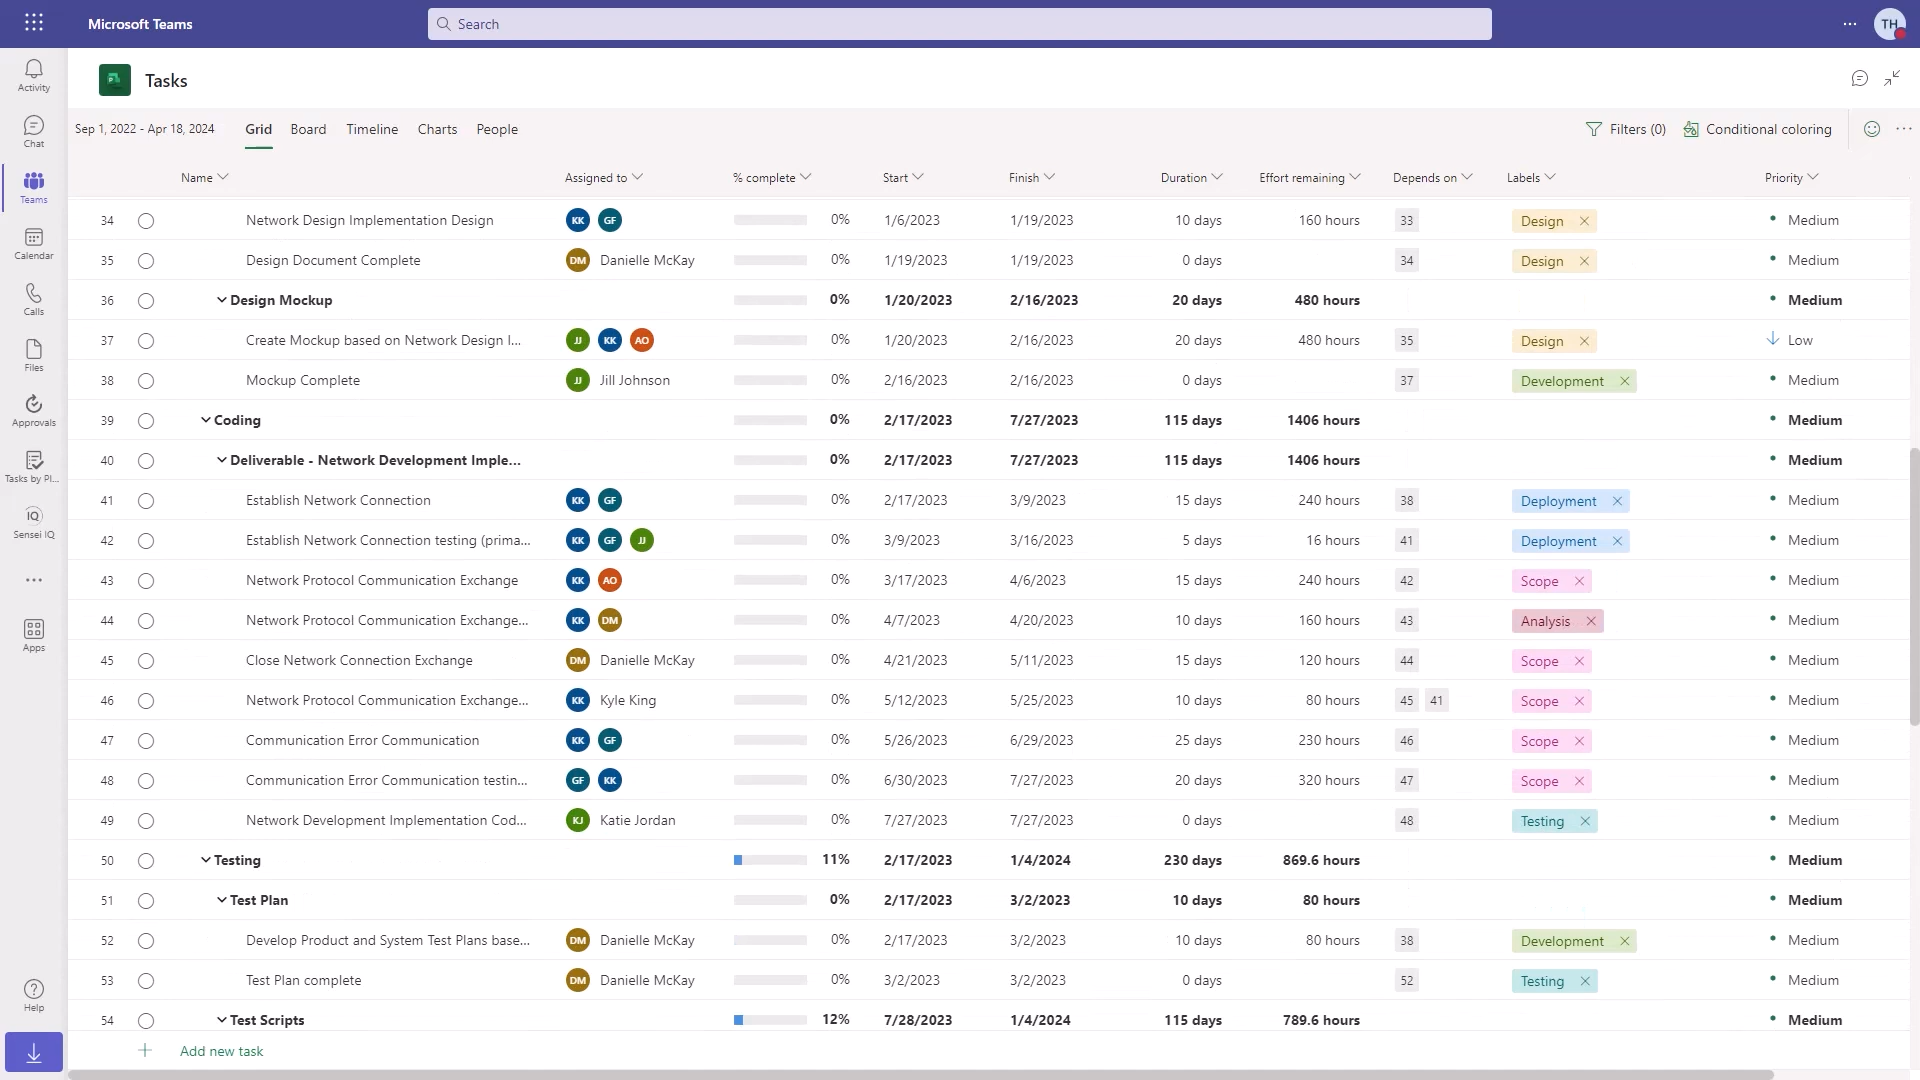 Microsoft Teams
Search
TH
Activity
Chat
Teams
Calendar
Calls
Files
Approvals
Tasks by Pl...
IQ
Sensei IQ
Apps
Help
Tasks
Sep 1, 2022 - Apr 18, 2024 Grid Board Timeline Charts People Filters (0) Conditional coloring
Name Assigned to % complete Start Finish Duration Effort remaining Depends on Labels Priority
34 Network Design Implementation Design KK GF 0% 1/6/2023 1/19/2023 10 days 160 hours 33 Design Medium
35 Design Document Complete DM Danielle McKay 0% 1/19/2023 1/19/2023 0 days 34 Design Medium
36 Design Mockup 0% 1/20/2023 2/16/2023 20 days 480 hours Medium
37 Create Mockup based on Network Design I... JJ KK AO 0% 1/20/2023 2/16/2023 20 days 480 hours 35 Design Low
38 Mockup Complete JJ Jill Johnson 0% 2/16/2023 2/16/2023 0 days 37 Development Medium
39 Coding 0% 2/17/2023 7/27/2023 115 days 1406 hours Medium
40 Deliverable - Network Development Imple... 0% 2/17/2023 7/27/2023 115 days 1406 hours Medium
41 Establish Network Connection KK GF 0% 2/17/2023 3/9/2023 15 days 240 hours 38 Deployment Medium
42 Establish Network Connection testing (prima... KK GF JJ 0% 3/9/2023 3/16/2023 5 days 16 hours 41 Deployment Medium
43 Network Protocol Communication Exchange KK AO 0% 3/17/2023 4/6/2023 15 days 240 hours 42 Scope Medium
44 Network Protocol Communication Exchange... KK DM 0% 4/7/2023 4/20/2023 10 days 160 hours 43 Analysis Medium
45 Close Network Connection Exchange DM Danielle McKay 0% 4/21/2023 5/11/2023 15 days 120 hours 44 Scope Medium
46 Network Protocol Communication Exchange... KK Kyle King 0% 5/12/2023 5/25/2023 10 days 80 hours 45 41 Scope Medium
47 Communication Error Communication KK GF 0% 5/26/2023 6/29/2023 25 days 230 hours 46 Scope Medium
48 Communication Error Communication testin... GF KK 0% 6/30/2023 7/27/2023 20 days 320 hours 47 Scope Medium
49 Network Development Implementation Cod... KJ Katie Jordan 0% 7/27/2023 7/27/2023 0 days 48 Testing Medium
50 Testing 11% 2/17/2023 1/4/2024 230 days 869.6 hours Medium
51 Test Plan 0% 2/17/2023 3/2/2023 10 days 80 hours Medium
52 Develop Product and System Test Plans base... DM Danielle McKay 0% 2/17/2023 3/2/2023 10 days 80 hours 38 Development Medium
53 Test Plan complete DM Danielle McKay 0% 3/2/2023 3/2/2023 0 days 52 Testing Medium
54 Test Scripts 12% 7/28/2023 1/4/2024 115 days 789.6 hours Medium
Add new task